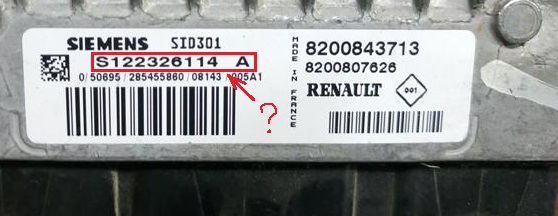 SIEMENS SID301
S122326114 A
0/50695/285455860/08143/005A1
MADE IN FRANCE
8200843713
8200807626
RENAULT
001
?